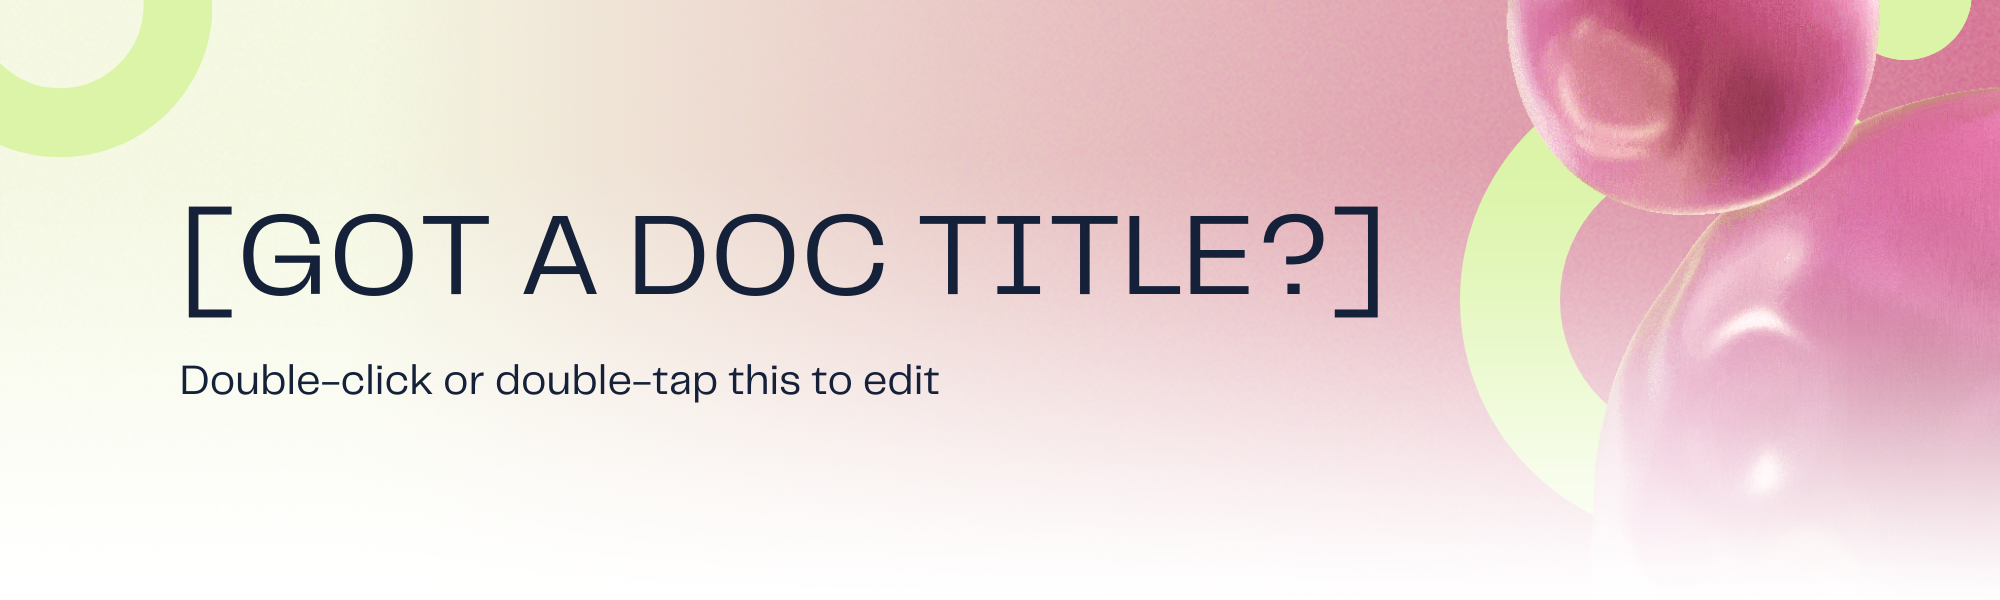 [GOT A DOC TITLE?]
Double-click or double-tap this to edit